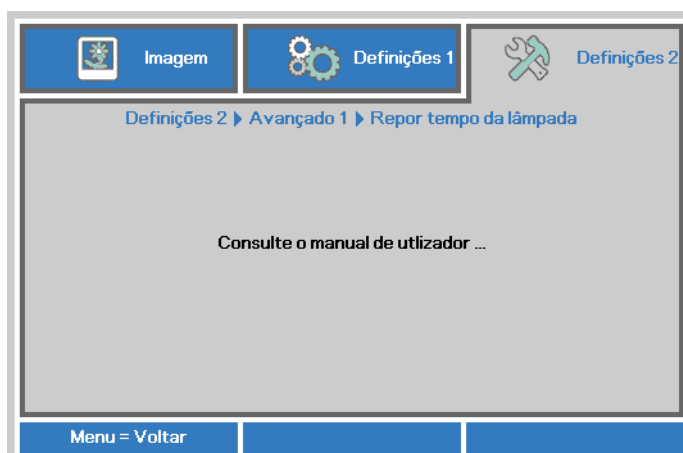 Imagem
Definições 1
Definições 2
Definições 2 ▶ Avançado 1 ▶ Repor tempo da lâmpada
Consulte o manual de utlizador ...
Menu = Voltar